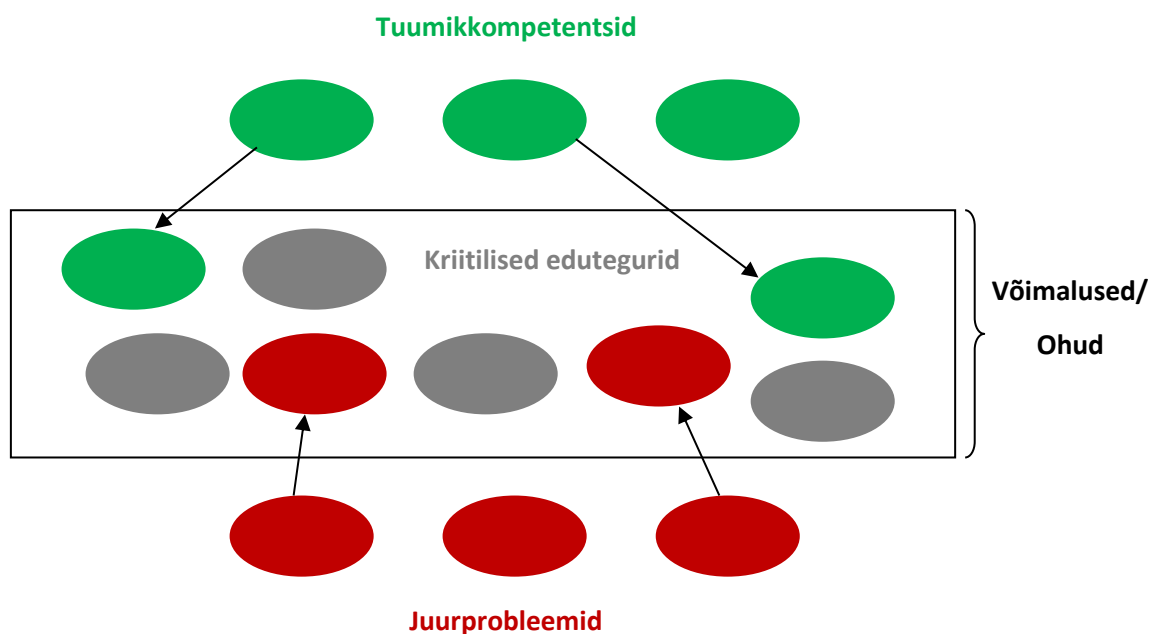 Tuumikkompetentsid
Kriitilised edutegurid
Võimalused/
Ohud
Juurprobleemid